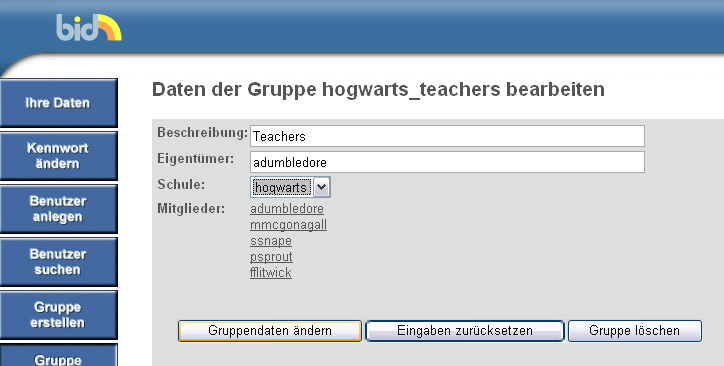 bid
Daten der Gruppe hogwarts_teachers bearbeiten
Ihre Daten
Kennwort
ändern
Benutzer
anlegen
Benutzer
suchen
Gruppe
erstellen
Gruppe
Beschreibung: Teachers
Eigentümer: adumbledore
Schule: hogwarts
Mitglieder: adumbledore
mmcgonagall
ssnape
psprout
fflitwick
Gruppendaten ändern Eingaben zurücksetzen Gruppe löschen